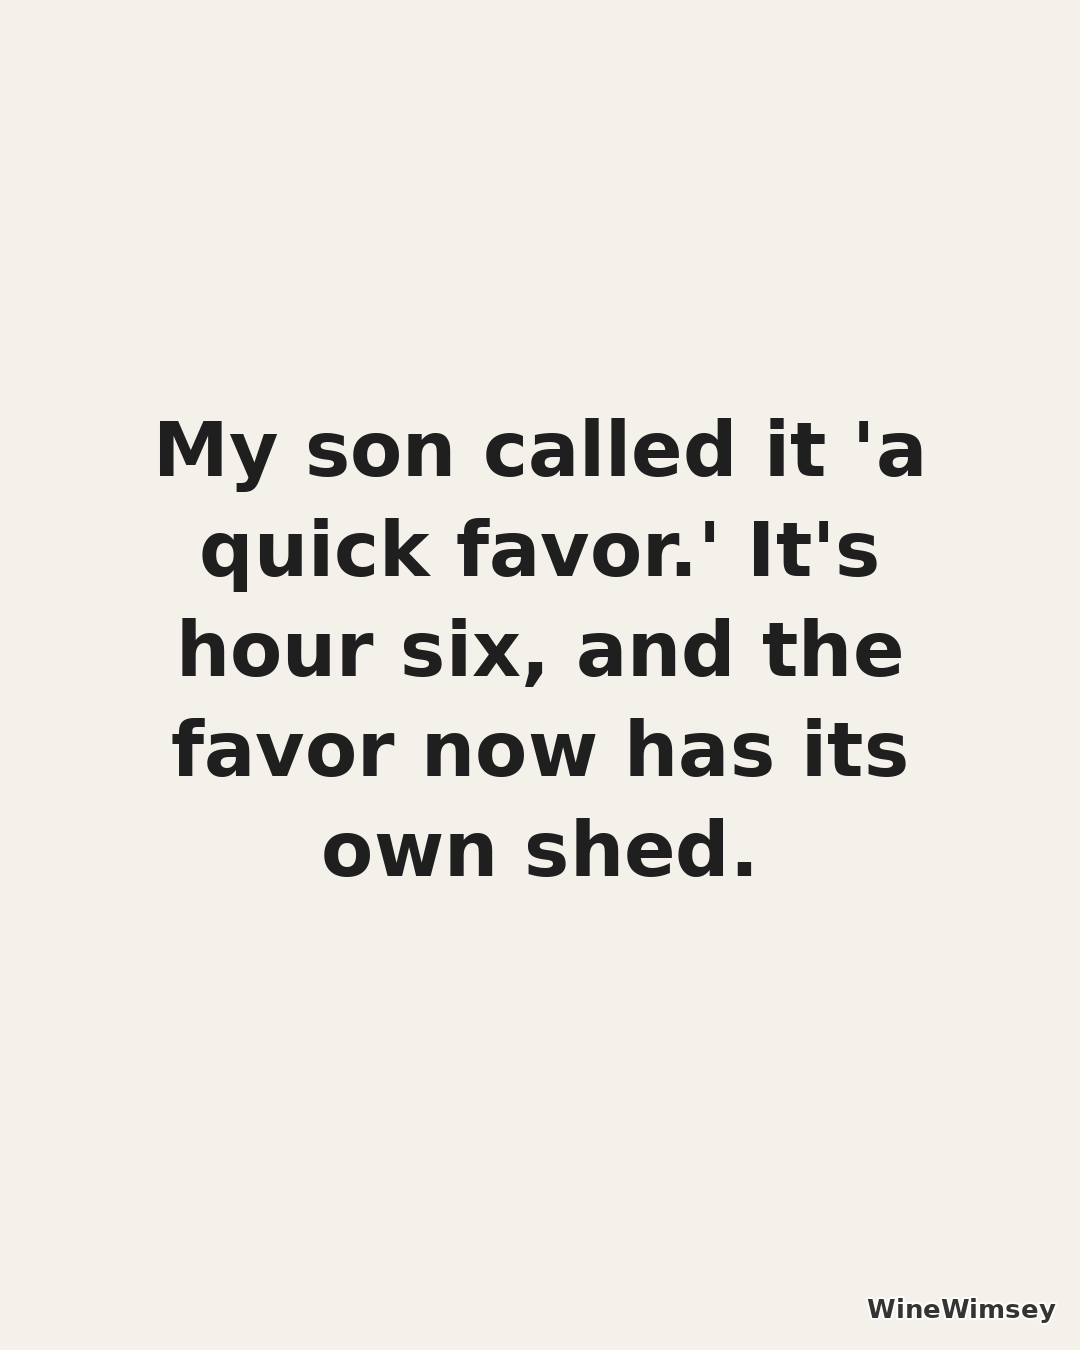 My son called it 'a
quick favor.' It's
hour six, and the
favor now has its
own shed.
WineWimsey